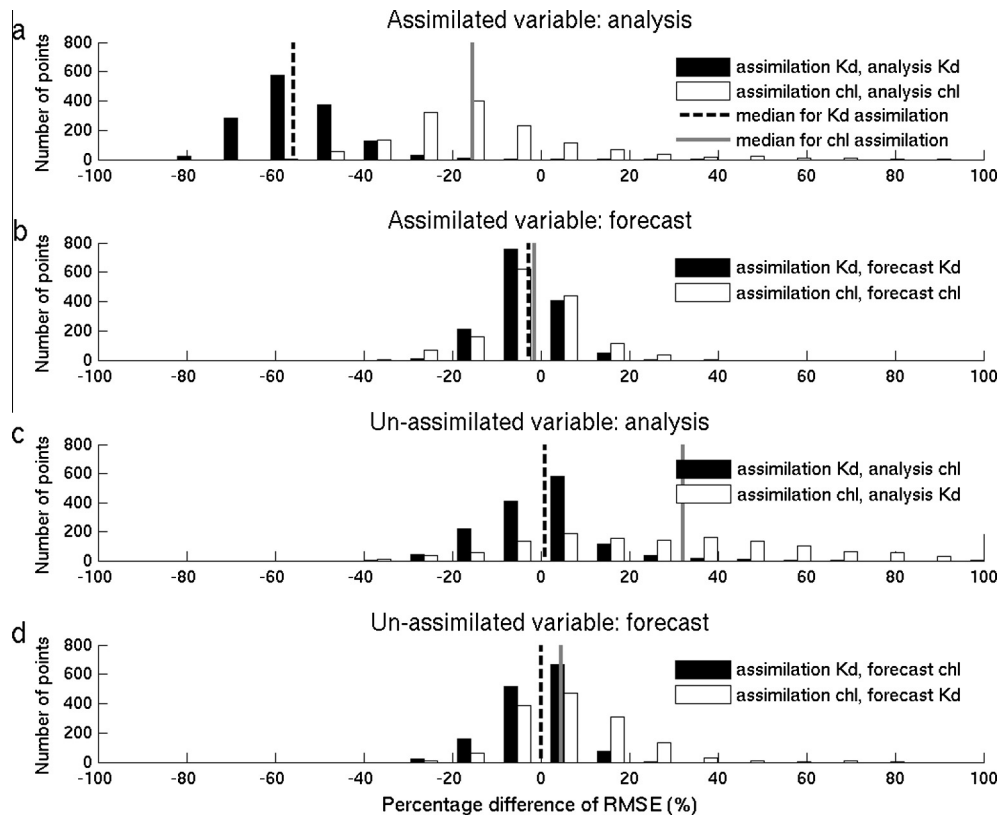 a
Assimilated variable: analysis
Number of points
800
600
400
200
0
-100 -80 -60 -40 -20 0 20 40 60 80 100
assimilation Kd, analysis Kd
assimilation chl, analysis chl
median for Kd assimilation
median for chl assimilation
b
Assimilated variable: forecast
Number of points
800
600
400
200
0
-100 -80 -60 -40 -20 0 20 40 60 80 100
assimilation Kd, forecast Kd
assimilation chl, forecast chl
c
Un-assimilated variable: analysis
Number of points
800
600
400
200
0
-100 -80 -60 -40 -20 0 20 40 60 80 100
assimilation Kd, analysis chl
assimilation chl, analysis Kd
d
Un-assimilated variable: forecast
Number of points
800
600
400
200
0
-100 -80 -60 -40 -20 0 20 40 60 80 100
assimilation Kd, forecast chl
assimilation chl, forecast Kd
Percentage difference of RMSE (%)